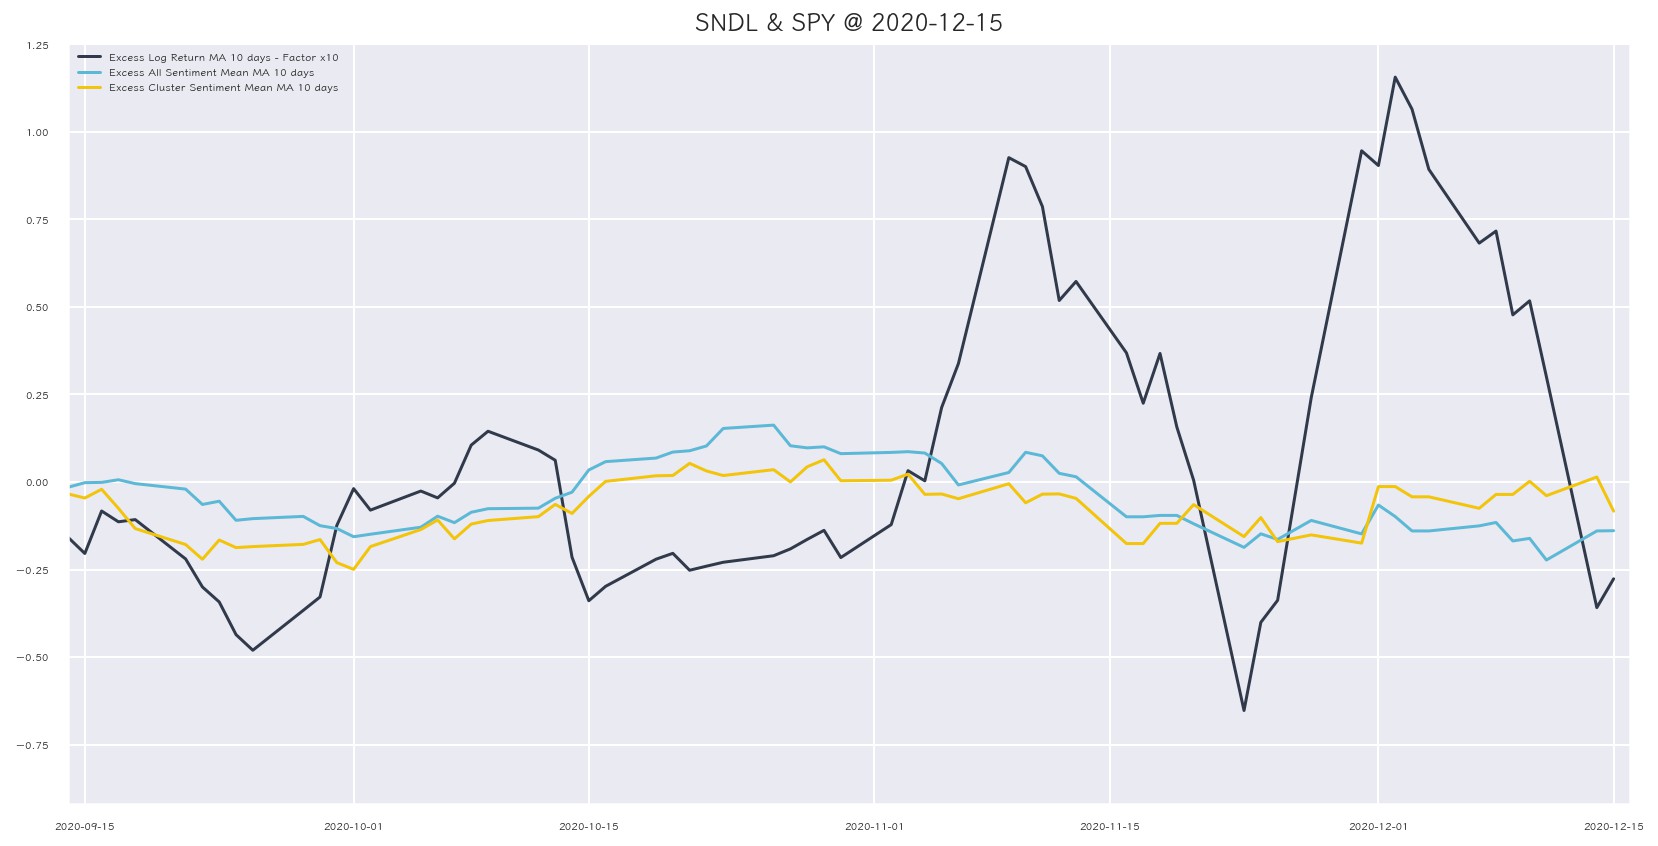 SNDL & SPY @ 2020-12-15
1.25
Excess Log Return MA 10 days - Factor x10
Excess All Sentiment Mean MA 10 days
Excess Cluster Sentiment Mean MA 10 days
1.00
0.75
0.50
0.25
0.00
−0.25
−0.50
−0.75
2020-09-15 2020-10-01 2020-10-15 2020-11-01 2020-11-15 2020-12-01 2020-12-15